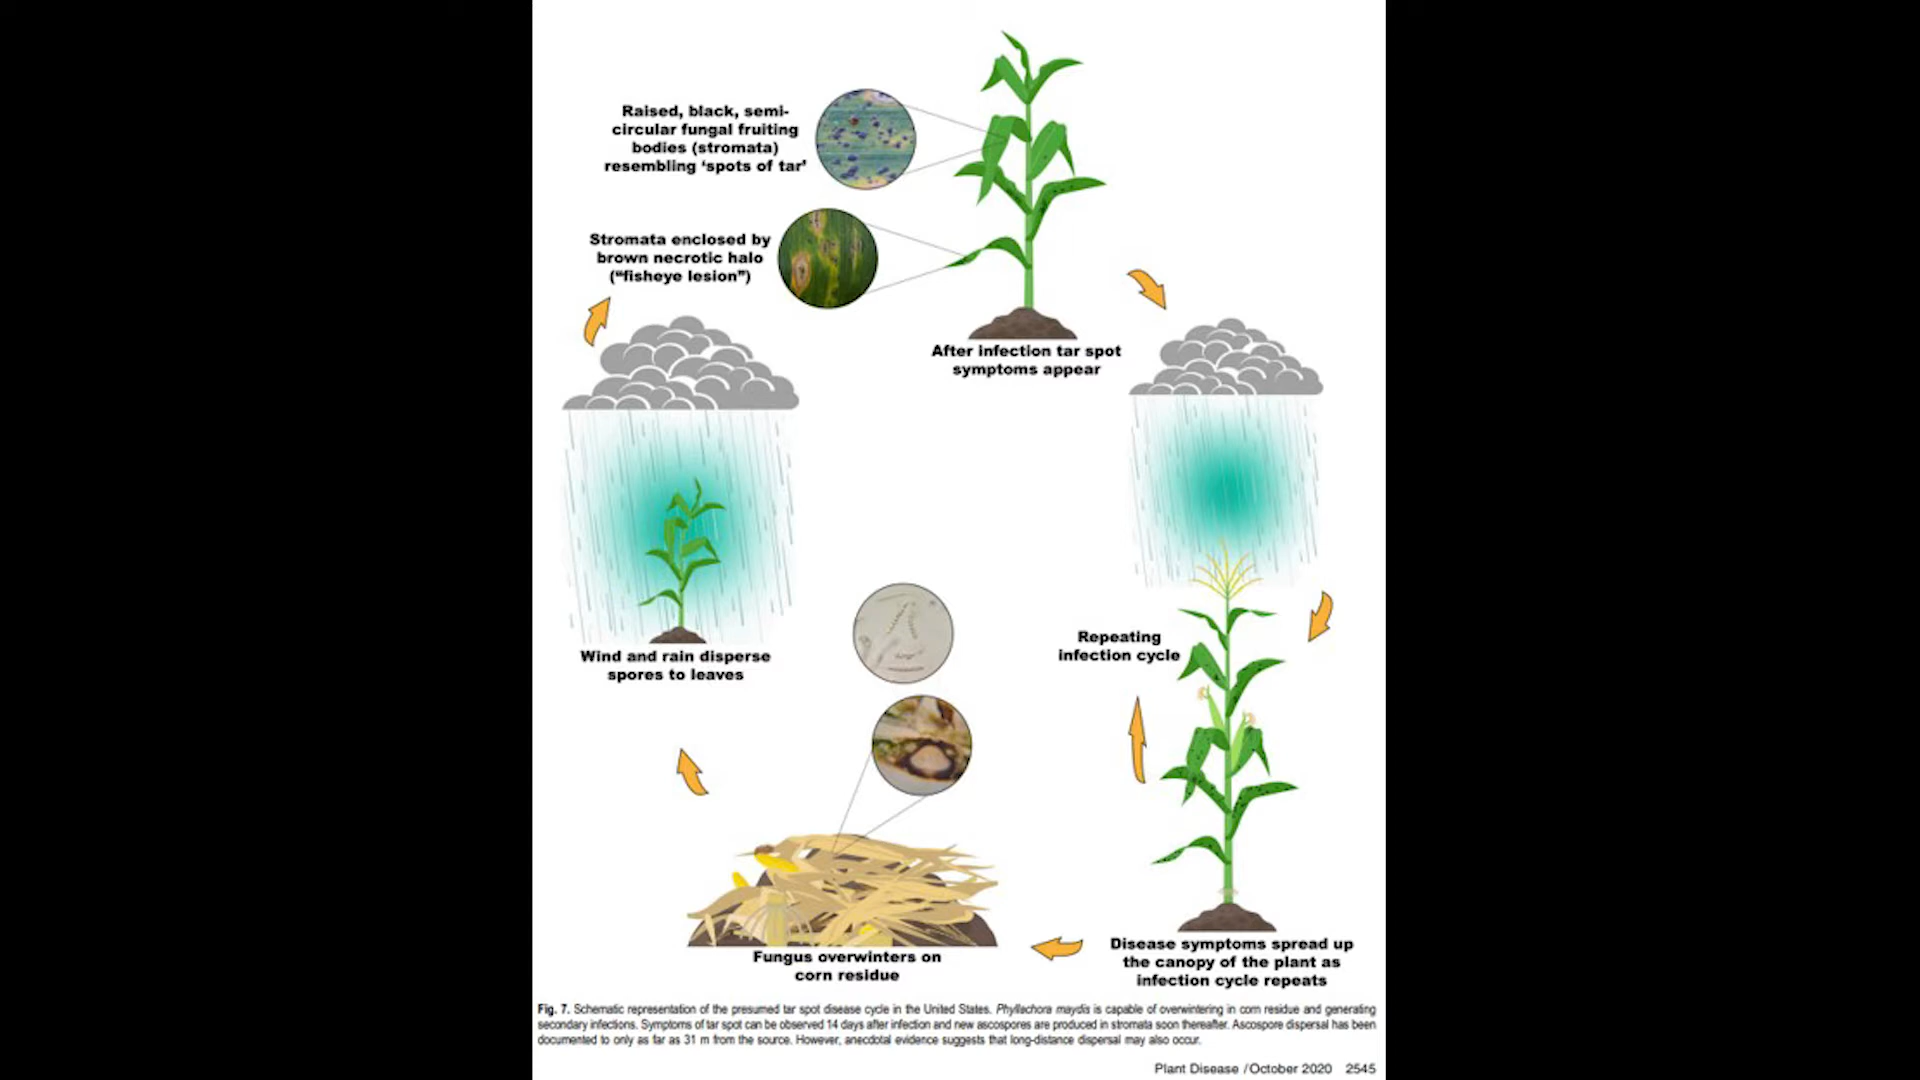 Raised, black, semi-
circular fungal fruiting
bodies (stromata)
resembling ‘spots of tar’
Stromata enclosed by
brown necrotic halo
(“fisheye lesion”)
After infection tar spot
symptoms appear
Wind and rain disperse
spores to leaves
Repeating
infection cycle
Fungus overwinters on
corn residue
Disease symptoms spread up
the canopy of the plant as
infection cycle repeats
Fig. 7. Schematic representation of the presumed tar spot disease cycle in the United States. Phyllachora maydis is capable of overwintering in corn residue and generating
secondary infections. Symptoms of tar spot can be observed 14 days after infection and new ascospores are produced in stromata soon thereafter. Ascospore dispersal has been
documented to only as far as 31 m from the source. However, anecdotal evidence suggests that long-distance dispersal may also occur.
Plant Disease / October 2020 2545